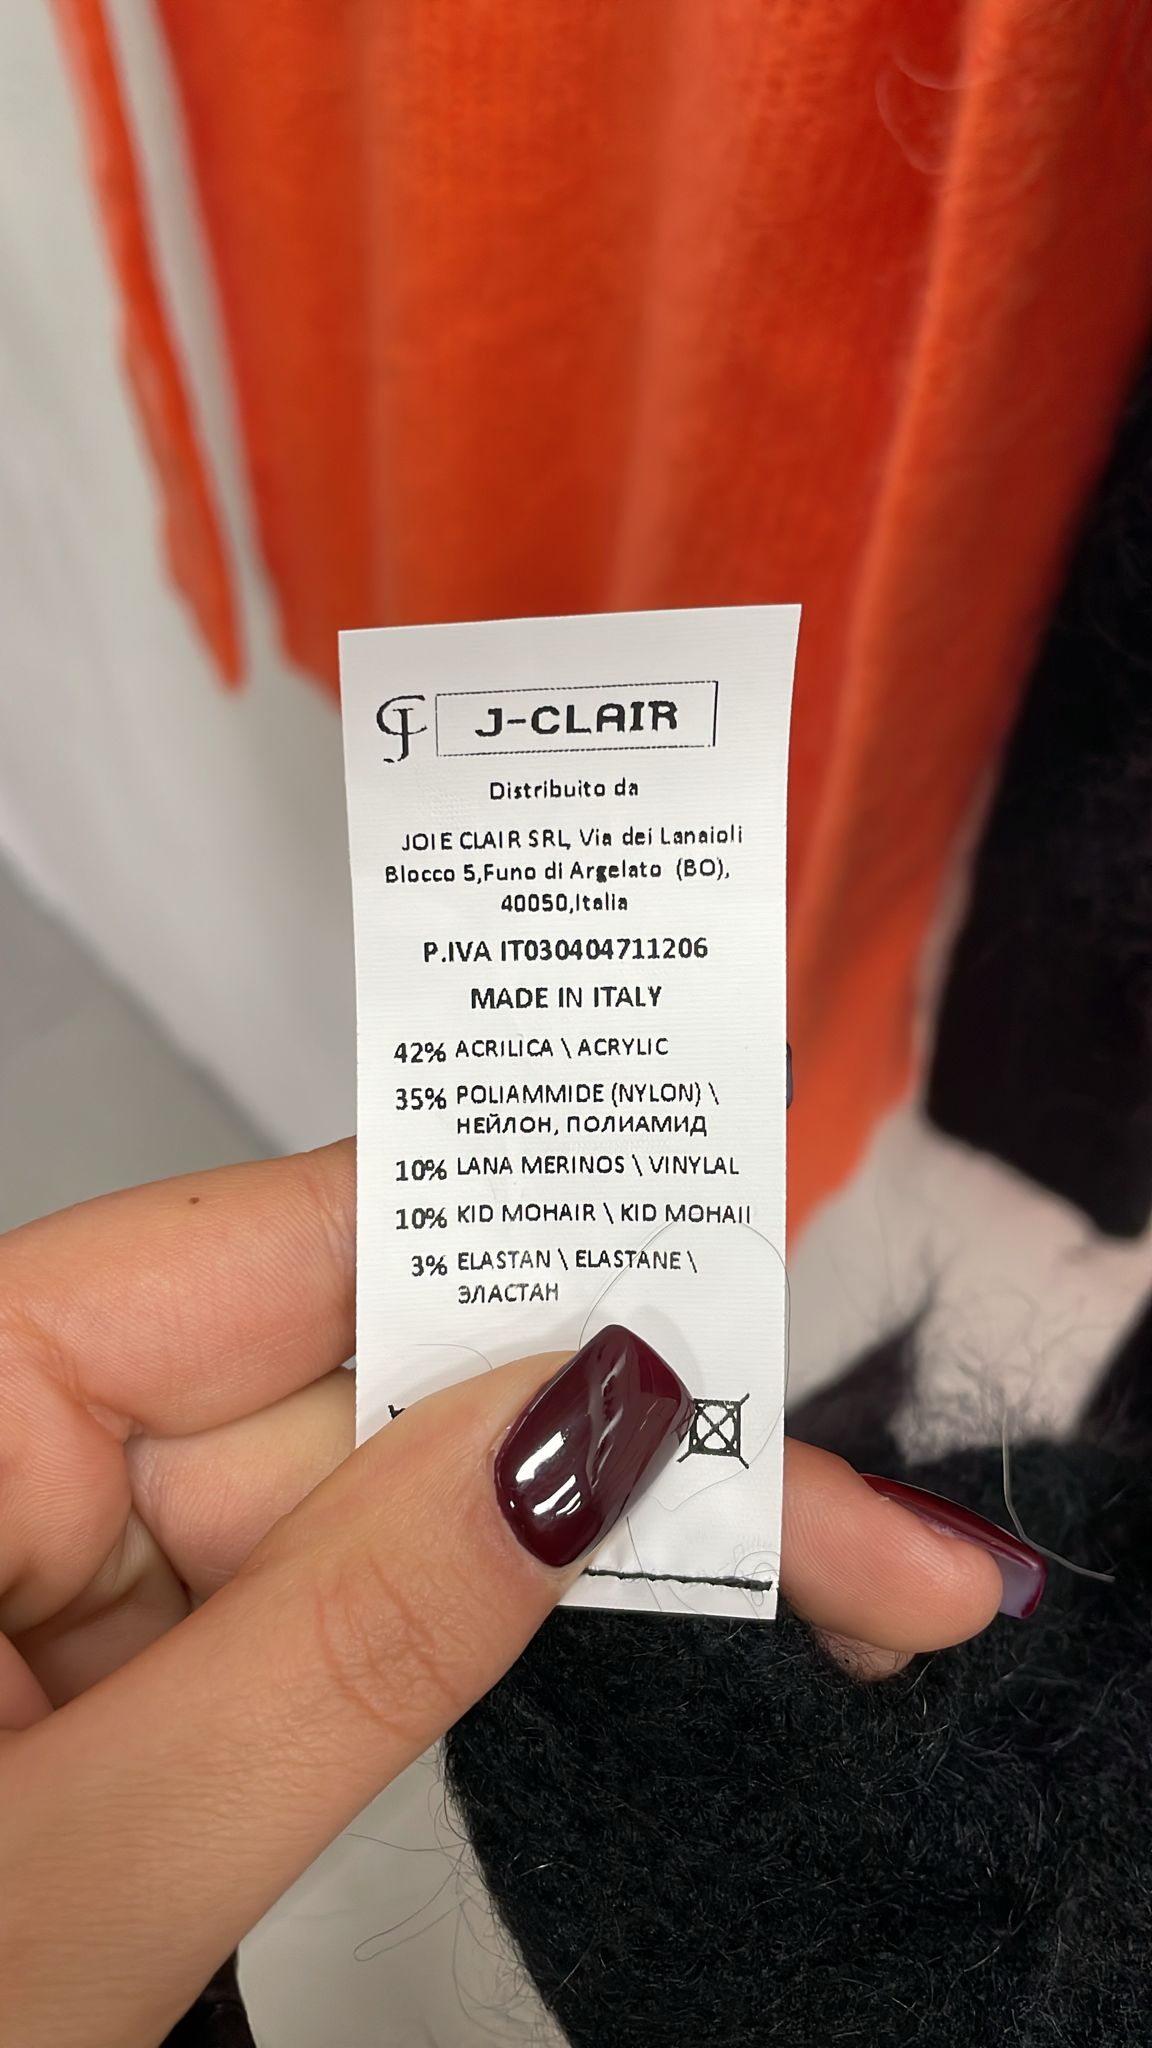 CJ J-CLAIR
Distribuito da
JOIE CLAIR SRL, Via dei Lanaioli
Blocco 5,Funo di Argelato (BO),
40050,Italia
P.IVA IT030404711206
MADE IN ITALY
42% ACRILICA \ ACRYLIC
35% POLIAMMIDE (NYLON) \
НЕЙЛОН, ПОЛИАМИД
10% LANA MERINOS \ VINYLAL
10% KID MOHAIR \ KID MOHAII
3% ELASTAN \ ELASTANE \
ЭЛАСТАН